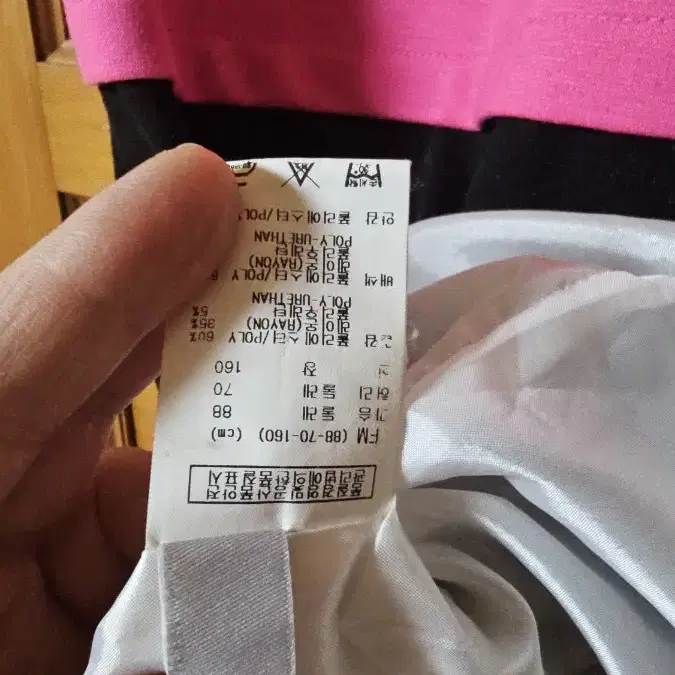 품질경영 및 공산품안전
관리법에 의한 품질표시
FM (88-70-160) (cm)
가슴 둘레 88
허리 둘레 70
신 장 160
겉감 폴리에스터/POLY 60%
레이온(RAYON) 35%
폴리우레탄 5%
POLY-URETHAN
배색 폴리에스터/POLY
레이온(RAYON)
폴리우레탄
POLY-URETHAN
안감 폴리에스터/POLY
손세탁